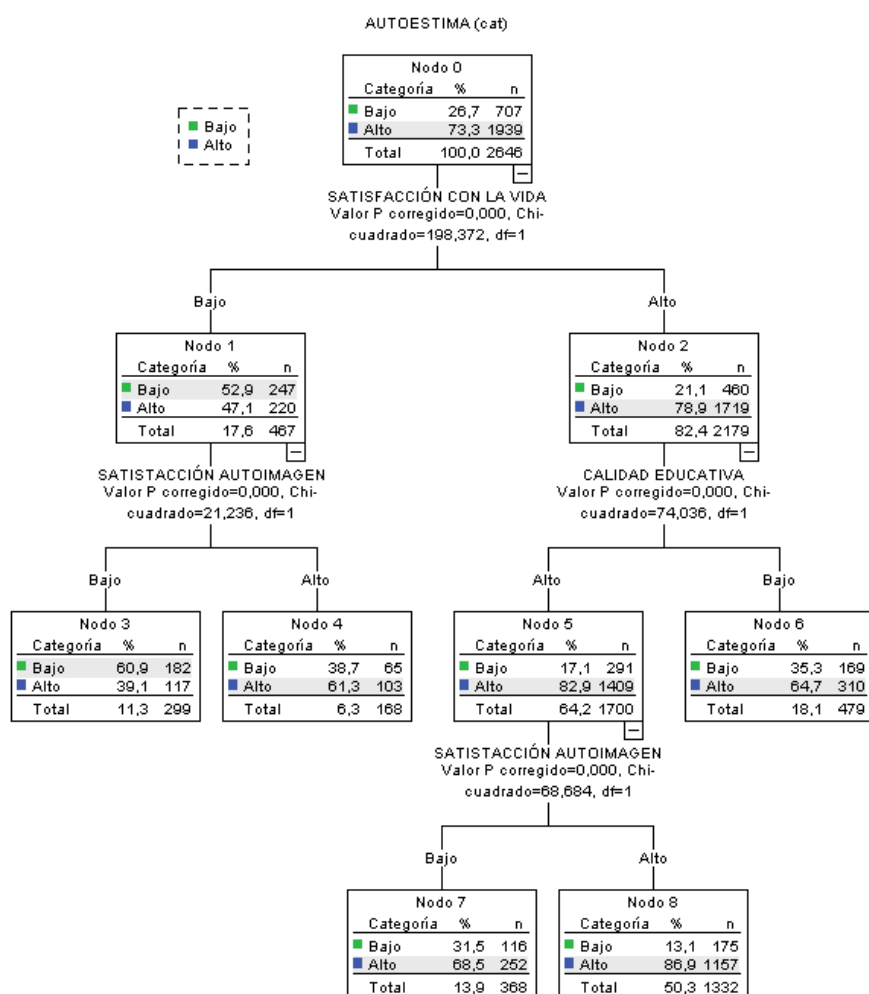 AUTOESTIMA (cat)
Bajo
Alto
Nodo 0
Categoría % n
Bajo 26,7 707
Alto 73,3 1939
Total 100,0 2646
SATISFACCIÓN CON LA VIDA
Valor P corregido=0,000, Chi-
cuadrado=198,372, df=1
Bajo
Alto
Nodo 1
Categoría % n
Bajo 52,9 247
Alto 47,1 220
Total 17,6 467
Nodo 2
Categoría % n
Bajo 21,1 460
Alto 78,9 1719
Total 82,4 2179
SATISTACCIÓN AUTOIMAGEN
Valor P corregido=0,000, Chi-
cuadrado=21,236, df=1
CALIDAD EDUCATIVA
Valor P corregido=0,000, Chi-
cuadrado=74,036, df=1
Bajo
Alto
Alto
Bajo
Nodo 3
Categoría % n
Bajo 60,9 182
Alto 39,1 117
Total 11,3 299
Nodo 4
Categoría % n
Bajo 38,7 65
Alto 61,3 103
Total 6,3 168
Nodo 5
Categoría % n
Bajo 17,1 291
Alto 82,9 1409
Total 64,2 1700
Nodo 6
Categoría % n
Bajo 35,3 169
Alto 64,7 310
Total 18,1 479
SATISTACCIÓN AUTOIMAGEN
Valor P corregido=0,000, Chi-
cuadrado=68,684, df=1
Bajo
Alto
Nodo 7
Categoría % n
Bajo 31,5 116
Alto 68,5 252
Total 13,9 368
Nodo 8
Categoría % n
Bajo 13,1 175
Alto 86,9 1157
Total 50,3 1332